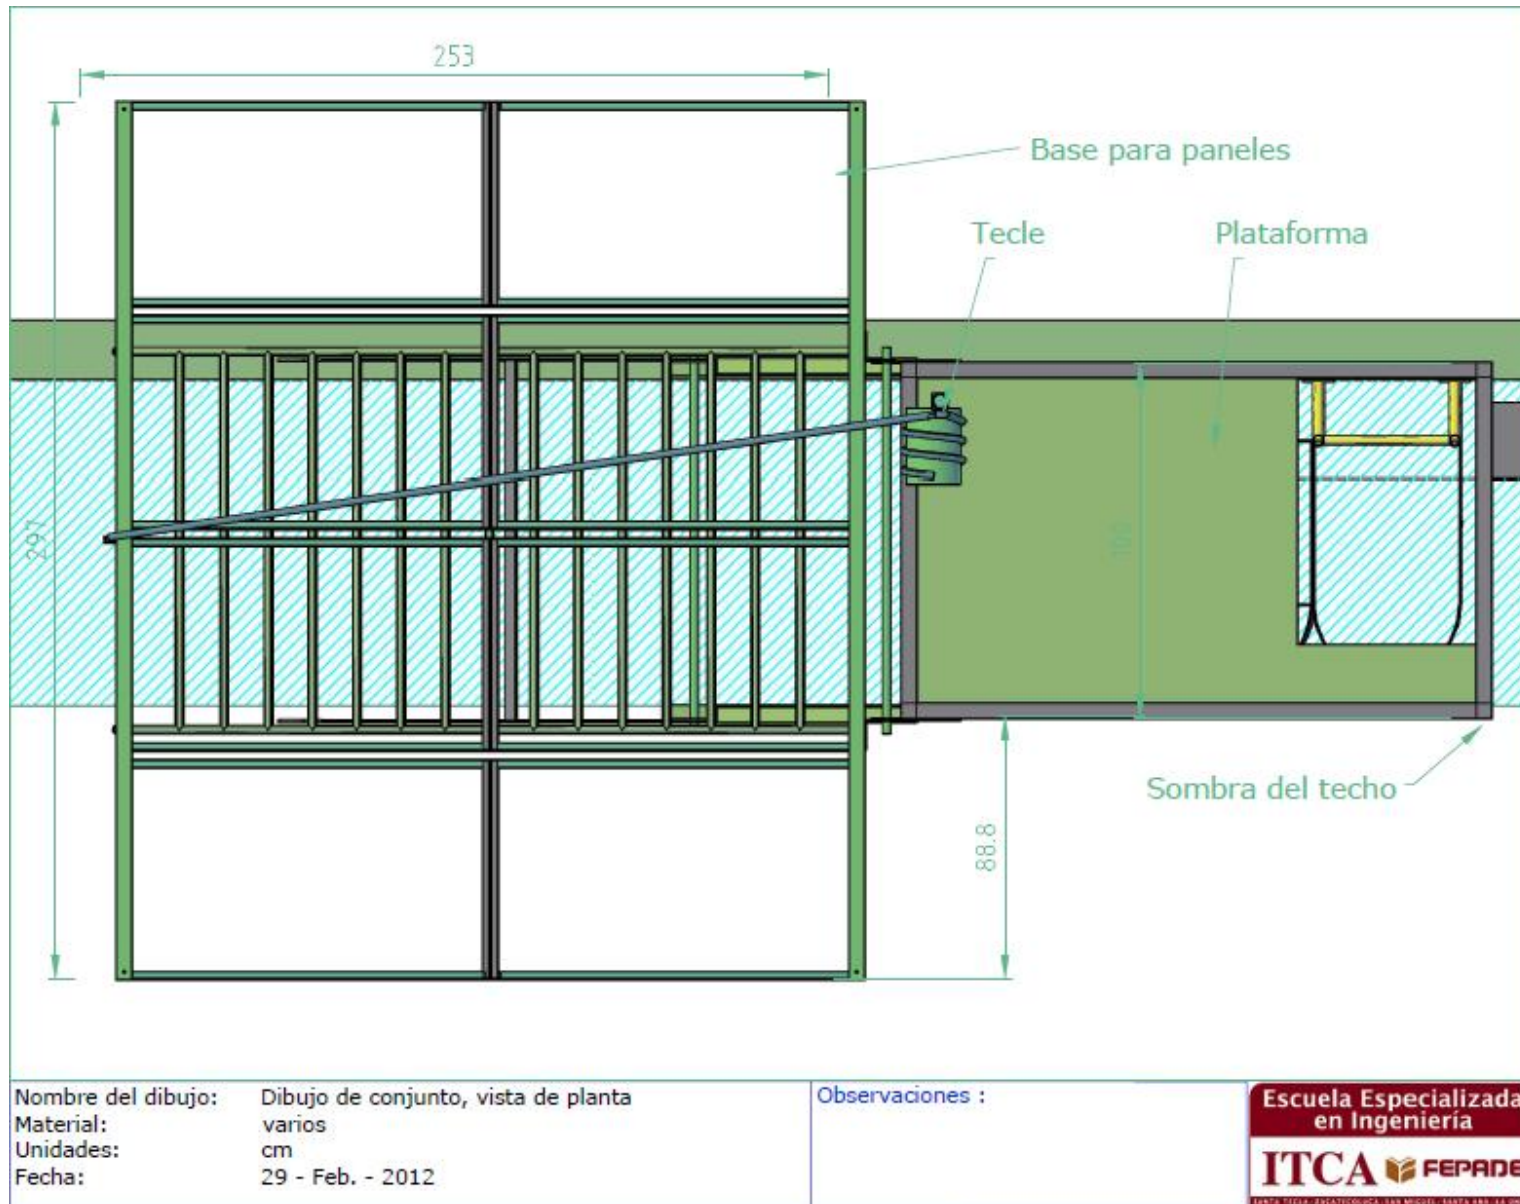 253
Base para paneles
Tecle
Plataforma
297
100
Sombra del techo
88.8
Nombre del dibujo: Dibujo de conjunto, vista de planta
Material: varios
Unidades: cm
Fecha: 29 - Feb. - 2012
Observaciones :
Escuela Especializada
en Ingeniería
ITCA FEPADE